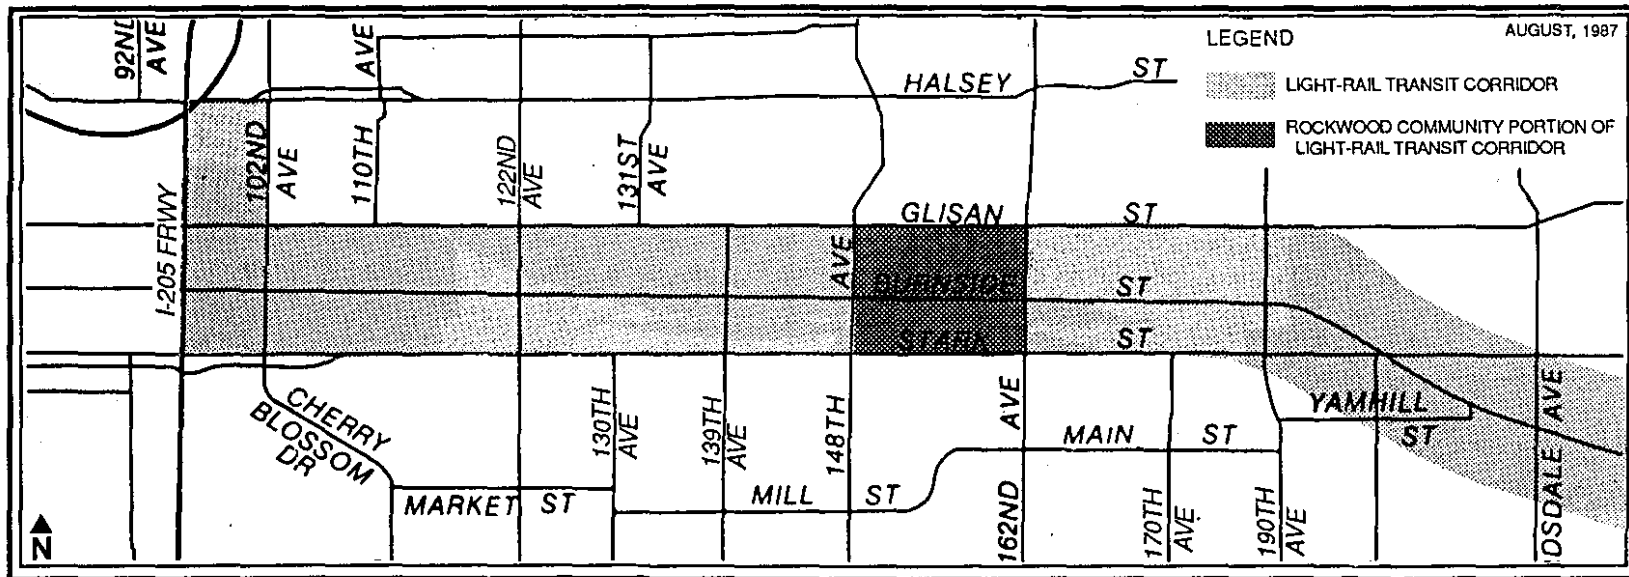 92ND
AVE
AVE
LEGEND
AUGUST, 1987
HALSEY
ST
LIGHT-RAIL TRANSIT CORRIDOR
ROCKWOOD COMMUNITY PORTION OF
LIGHT-RAIL TRANSIT CORRIDOR
102ND
AVE
110TH
122ND
AVE
131ST
AVE
I-205 FRWY
GLISAN
ST
AVE
BURNSIDE
ST
STARK
ST
CHERRY
BLOSSOM
DR
130TH
AVE
139TH
AVE
148TH
AVE
YAMHILL
ST
MAIN
ST
MARKET ST
MILL
ST
162ND
170TH
AVE
190TH
AVE
OSDALE AVE
N